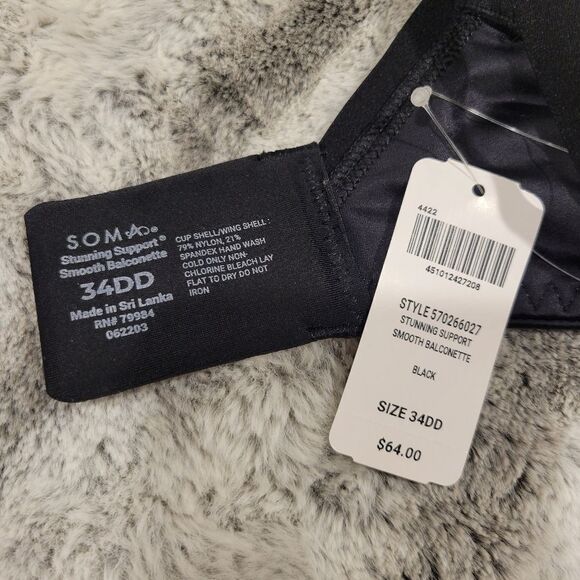 SOMA®
Stunning Support®
Smooth Balconette
34DD
Made in Sri Lanka
RN# 79984
062203
CUP SHELL/WING SHELL :
79% NYLON, 21%
SPANDEX HAND WASH
COLD ONLY NON-
CHLORINE BLEACH LAY
FLAT TO DRY DO NOT
IRON
4422
451012427208
STYLE 570266027
STUNNING SUPPORT
SMOOTH BALCONETTE
BLACK
SIZE 34DD
$64.00